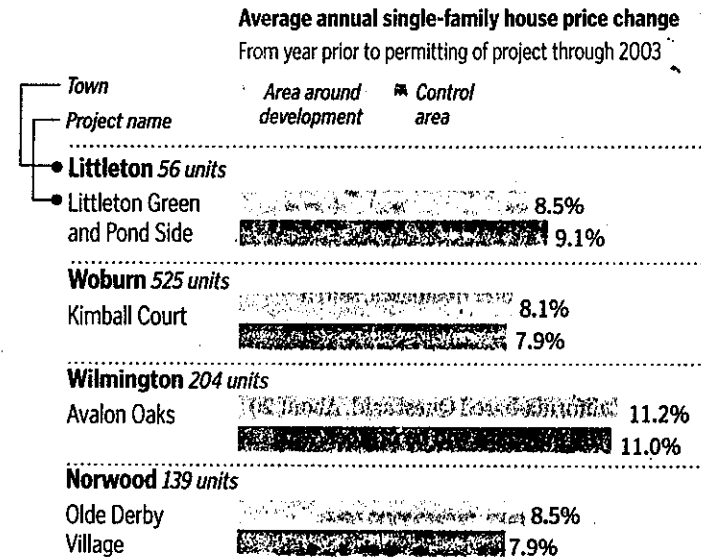 Average annual single-family house price change
From year prior to permitting of project through 2003
Town
Project name
Area around
development
Control
area
Littleton 56 units
Littleton Green
and Pond Side
8.5%
9.1%
Woburn 525 units
Kimball Court
8.1%
7.9%
Wilmington 204 units
Avalon Oaks
11.2%
11.0%
Norwood 139 units
Olde Derby
Village
8.5%
7.9%